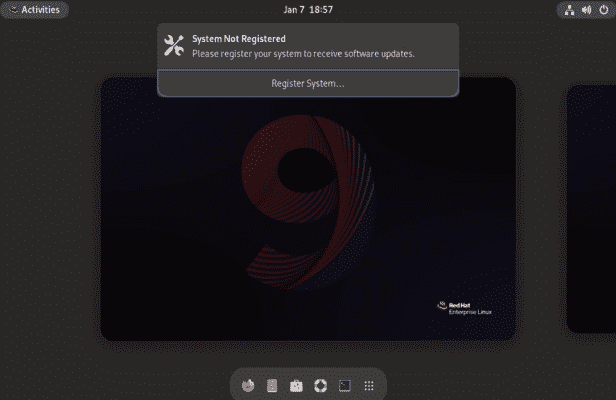 Activities
Jan 7 18:57
System Not Registered
Please register your system to receive software updates.
Register System...
9
Red Hat
Enterprise Linux